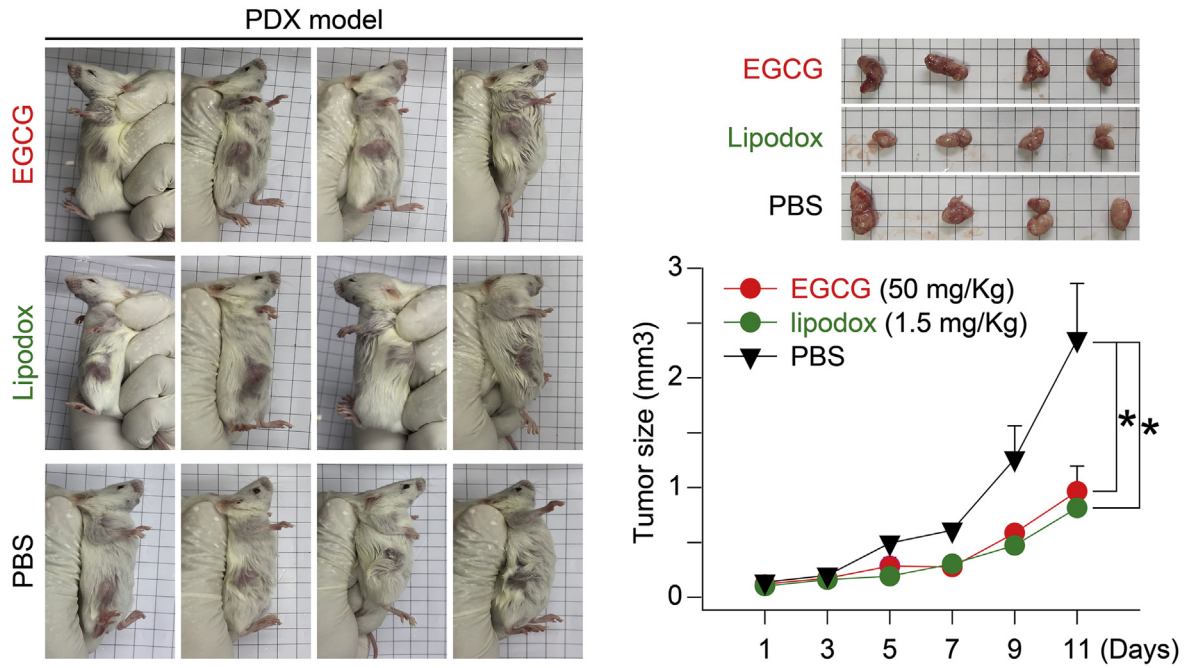 PDX model
EGCG
Lipodox
PBS
EGCG
Lipodox
PBS
EGCG (50 mg/Kg)
lipodox (1.5 mg/Kg)
PBS
Tumor size (mm3)
3
2
1
0
* *
1 3 5 7 9 11 (Days)